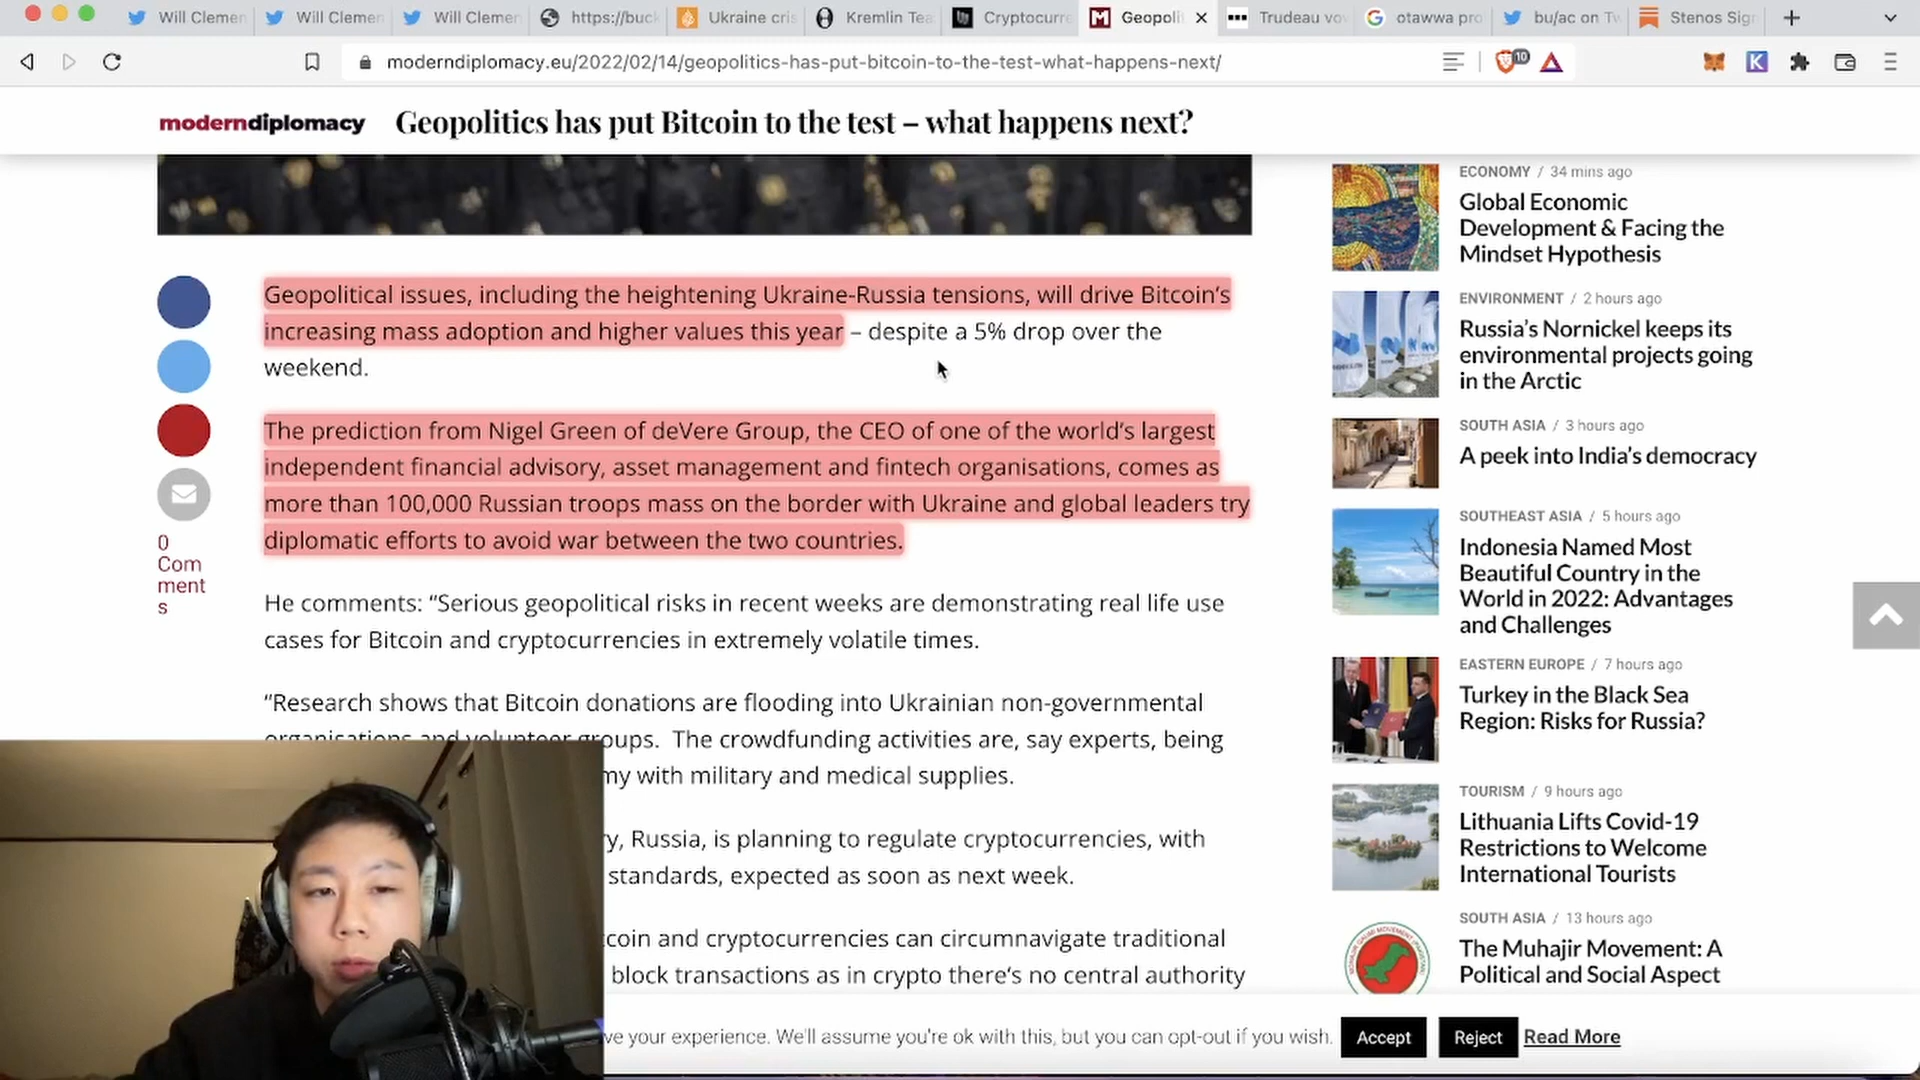 Will Clemen
Will Clemen
Will Clemen
https://buck
Ukraine cris
Kremlin Tea
Cryptocurre
Geopoli
Trudeau vow
otawwa pro
bu/ac on Tw
Stenos Sign
moderndiplomacy.eu/2022/02/14/geopolitics-has-put-bitcoin-to-the-test-what-happens-next/
10
K
moderndiplomacy
Geopolitics has put Bitcoin to the test – what happens next?
Geopolitical issues, including the heightening Ukraine-Russia tensions, will drive Bitcoin’s
increasing mass adoption and higher values this year – despite a 5% drop over the
weekend.
The prediction from Nigel Green of deVere Group, the CEO of one of the world’s largest
independent financial advisory, asset management and fintech organisations, comes as
more than 100,000 Russian troops mass on the border with Ukraine and global leaders try
diplomatic efforts to avoid war between the two countries.
0
Com
ment
s
He comments: “Serious geopolitical risks in recent weeks are demonstrating real life use
cases for Bitcoin and cryptocurrencies in extremely volatile times.
“Research shows that Bitcoin donations are flooding into Ukrainian non-governmental
organisations and volunteer groups.  The crowdfunding activities are, say experts, being
my with military and medical supplies.
ry, Russia, is planning to regulate cryptocurrencies, with
standards, expected as soon as next week.
tcoin and cryptocurrencies can circumnavigate traditional
block transactions as in crypto there’s no central authority
ECONOMY / 34 mins ago
Global Economic
Development & Facing the
Mindset Hypothesis
ENVIRONMENT / 2 hours ago
Russia’s Nornickel keeps its
environmental projects going
in the Arctic
SOUTH ASIA / 3 hours ago
A peek into India’s democracy
SOUTHEAST ASIA / 5 hours ago
Indonesia Named Most
Beautiful Country in the
World in 2022: Advantages
and Challenges
EASTERN EUROPE / 7 hours ago
Turkey in the Black Sea
Region: Risks for Russia?
TOURISM / 9 hours ago
Lithuania Lifts Covid-19
Restrictions to Welcome
International Tourists
SOUTH ASIA / 13 hours ago
The Muhajir Movement: A
Political and Social Aspect
ve your experience. We'll assume you're ok with this, but you can opt-out if you wish.
Accept
Reject
Read More